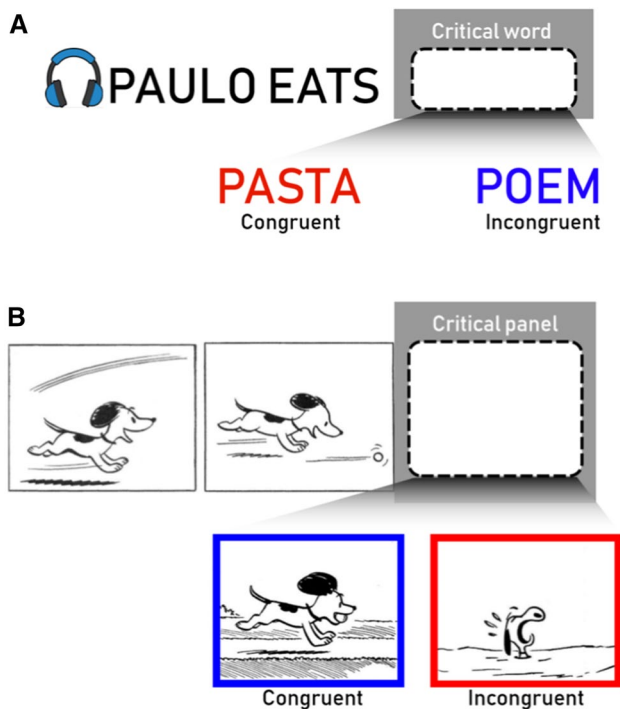 A
Critical word
PAULO EATS
PASTA
Congruent
POEM
Incongruent
B
Critical panel
Congruent
Incongruent